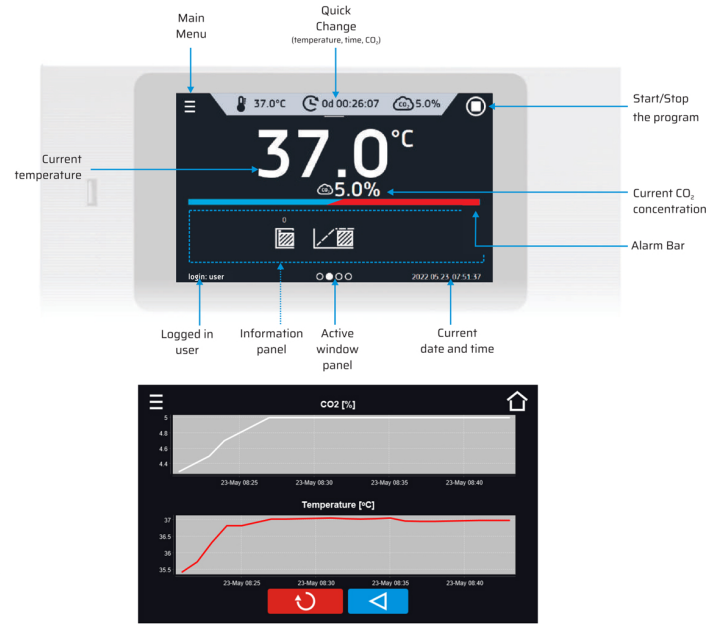 Main
Menu
Quick
Change
(temperature, time, CO₂)
37.0°C
0d 00:26:07
CO₂
5.0%
Start/Stop
the program
37.0°C
Current
temperature
CO₂
5.0%
Current CO₂
concentration
Alarm Bar
0
login: user
2022 05 23, 07:51:37
Logged in
user
Information
panel
Active
window
panel
Current
date and time
CO2 [%]
5
4.8
4.6
4.4
23-May 08:25
23-May 08:30
23-May 08:35
23-May 08:40
Temperature [ºC]
37
36.5
36
35.5
23-May 08:25
23-May 08:30
23-May 08:35
23-May 08:40